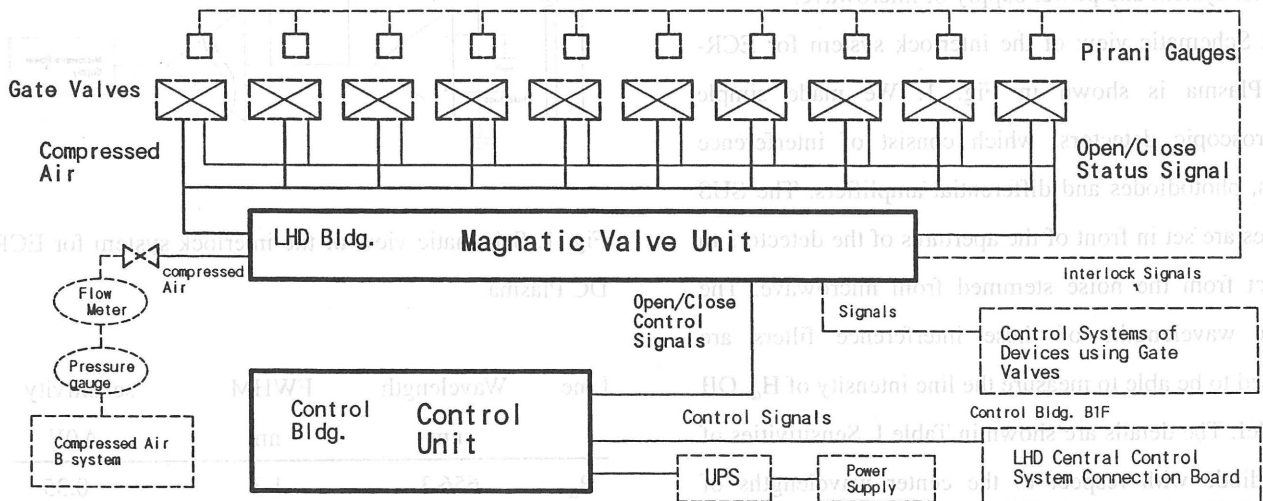 Pirani Gauges
Gate Valves
Compressed
Air
Open/Close
Status Signal
LHD Bldg.
Magnatic Valve Unit
compressed
Air
Flow
Meter
Pressure
gauge
Compressed Air
B system
Open/Close
Control
Signals
Signals
Interlock Signals
Control Systems of
Devices using Gate
Valves
Control
Bldg.
Control
Unit
Control Signals
Control Bldg. B1F
LHD Central Control
System Connection Board
UPS
Power
Supply